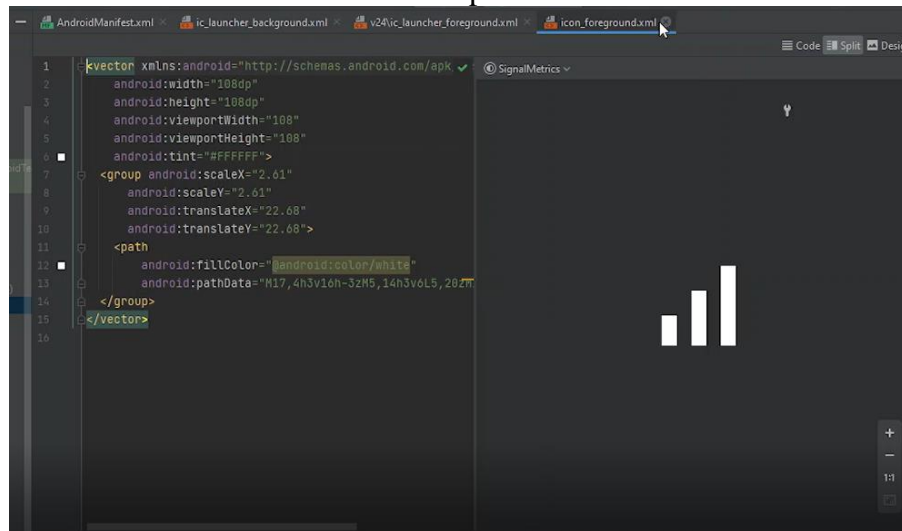 AndroidManifest.xml ic_launcher_background.xml v24\ic_launcher_foreground.xml icon_foreground.xml
Code Split Desi
SignalMetrics
1 <vector xmlns:android="http://schemas.android.com/apk
2 android:width="108dp"
3 android:height="108dp"
4 android:viewportWidth="108"
5 android:viewportHeight="108"
6 android:tint="#FFFFFF">
7 <group android:scaleX="2.61"
8 android:scaleY="2.61"
9 android:translateX="22.68"
10 android:translateY="22.68">
11 <path
12 android:fillColor="@android:color/white"
13 android:pathData="M17,4h3v16h-3zM5,14h3v6L5,20zm
14 </group>
15 </vector>
16
1:1